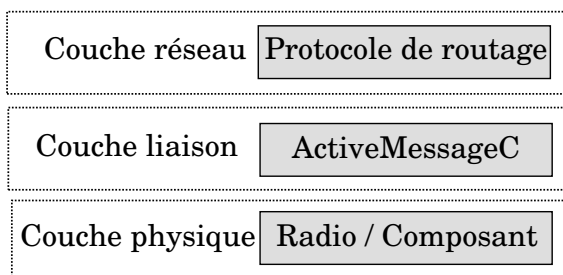 Couche réseau Protocole de routage
Couche liaison ActiveMessageC
Couche physique Radio / Composant